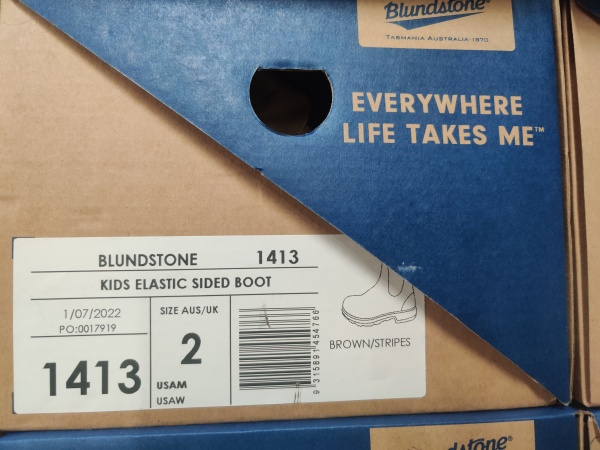 Blundstone
TASMANIA AUSTRALIA·1870
EVERYWHERE
LIFE TAKES ME™
BLUNDSTONE 1413
KIDS ELASTIC SIDED BOOT
1/07/2022
PO:0017919
1413
SIZE AUS/UK
2
USAM
USAW
9 315891 454766
BROWN/STRIPES
Blundstone®